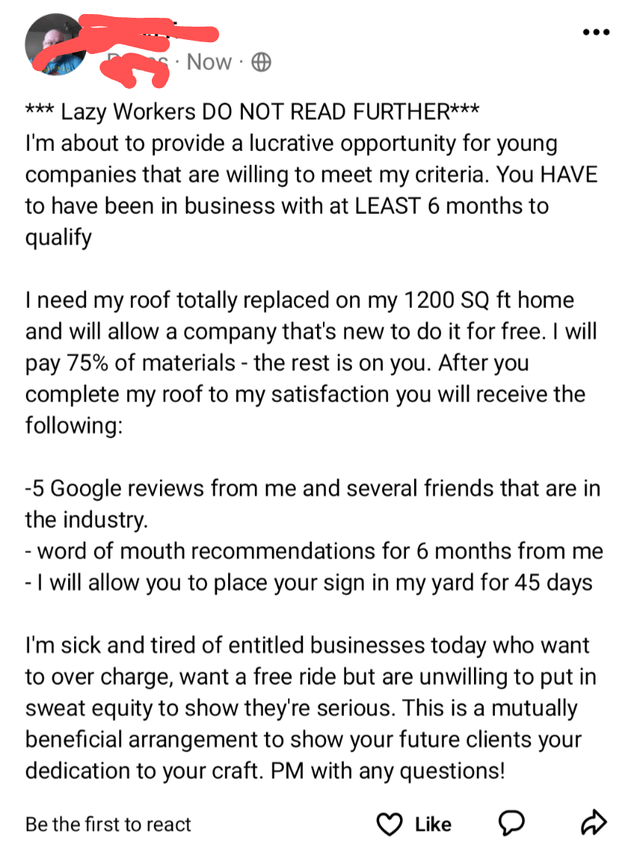 · Now ·
*** Lazy Workers DO NOT READ FURTHER***
I'm about to provide a lucrative opportunity for young
companies that are willing to meet my criteria. You HAVE
to have been in business with at LEAST 6 months to
qualify
I need my roof totally replaced on my 1200 SQ ft home
and will allow a company that's new to do it for free. I will
pay 75% of materials - the rest is on you. After you
complete my roof to my satisfaction you will receive the
following:
-5 Google reviews from me and several friends that are in
the industry.
- word of mouth recommendations for 6 months from me
- I will allow you to place your sign in my yard for 45 days
I'm sick and tired of entitled businesses today who want
to over charge, want a free ride but are unwilling to put in
sweat equity to show they're serious. This is a mutually
beneficial arrangement to show your future clients your
dedication to your craft. PM with any questions!
Be the first to react Like